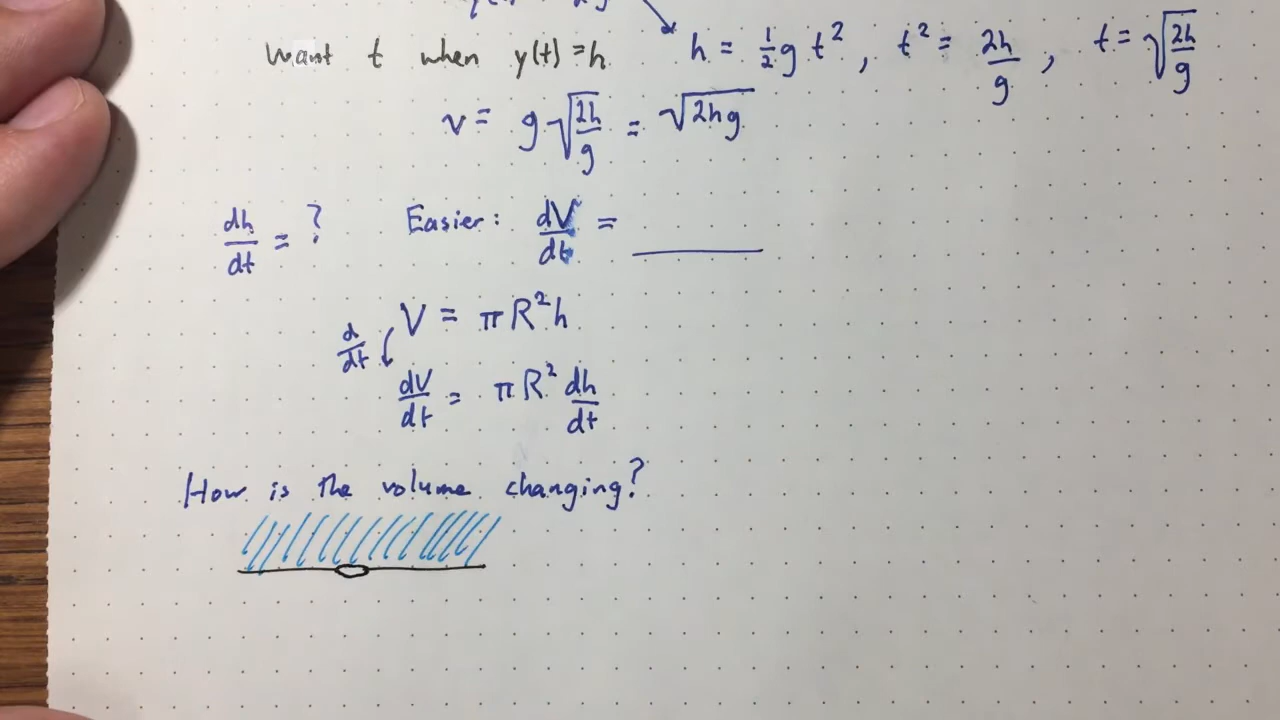 Want t when y(t) = h
h = ½ g t², t² = 2h/g, t = √(2h/g)
v = g √(2h/g) = √(2hg)
dh/dt = ? Easier: dV/dt = ______
V = πR²h
d/dt
dV/dt = πR² dh/dt
How is the volume changing?